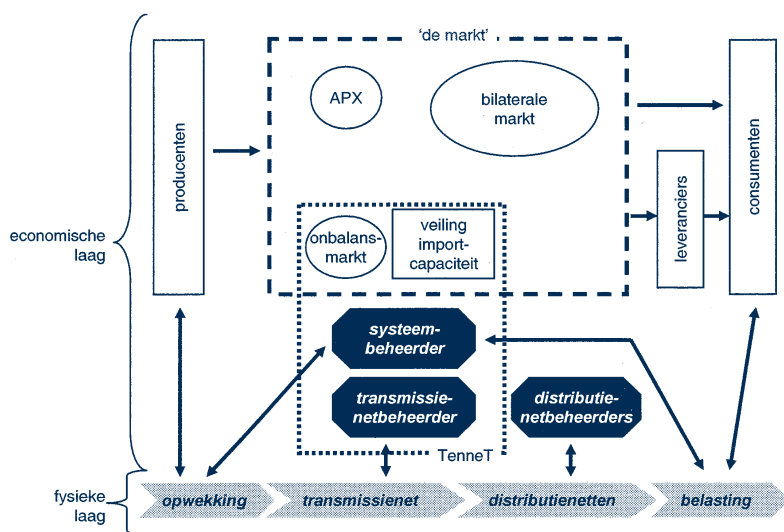 'de markt'
producenten
APX
bilaterale
markt
consumenten
leveranciers
economische
laag
onbalans-
markt
veiling
import-
capaciteit
systeem-
beheerder
transmissie-
netbeheerder
distributie-
netbeheerders
TenneT
fysieke
laag
opwekking
transmissienet
distributienetten
belasting